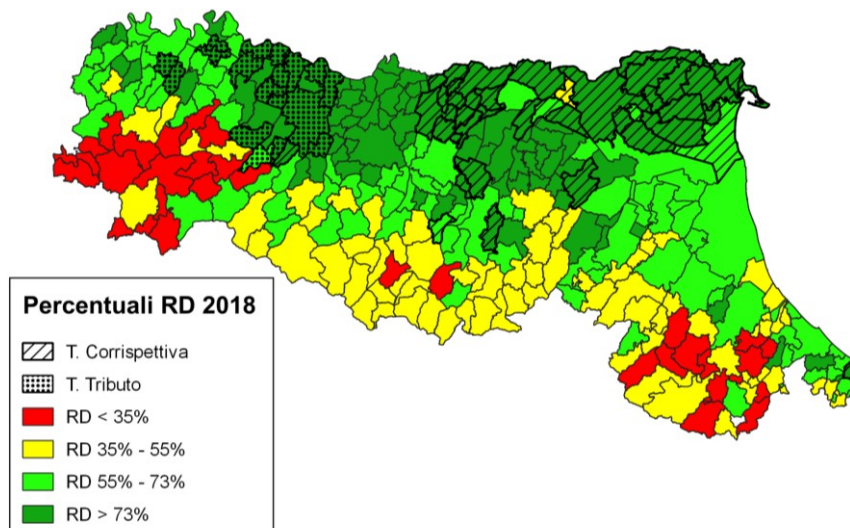 Percentuali RD 2018
T. Corrispettiva
T. Tributo
RD < 35%
RD 35% - 55%
RD 55% - 73%
RD > 73%